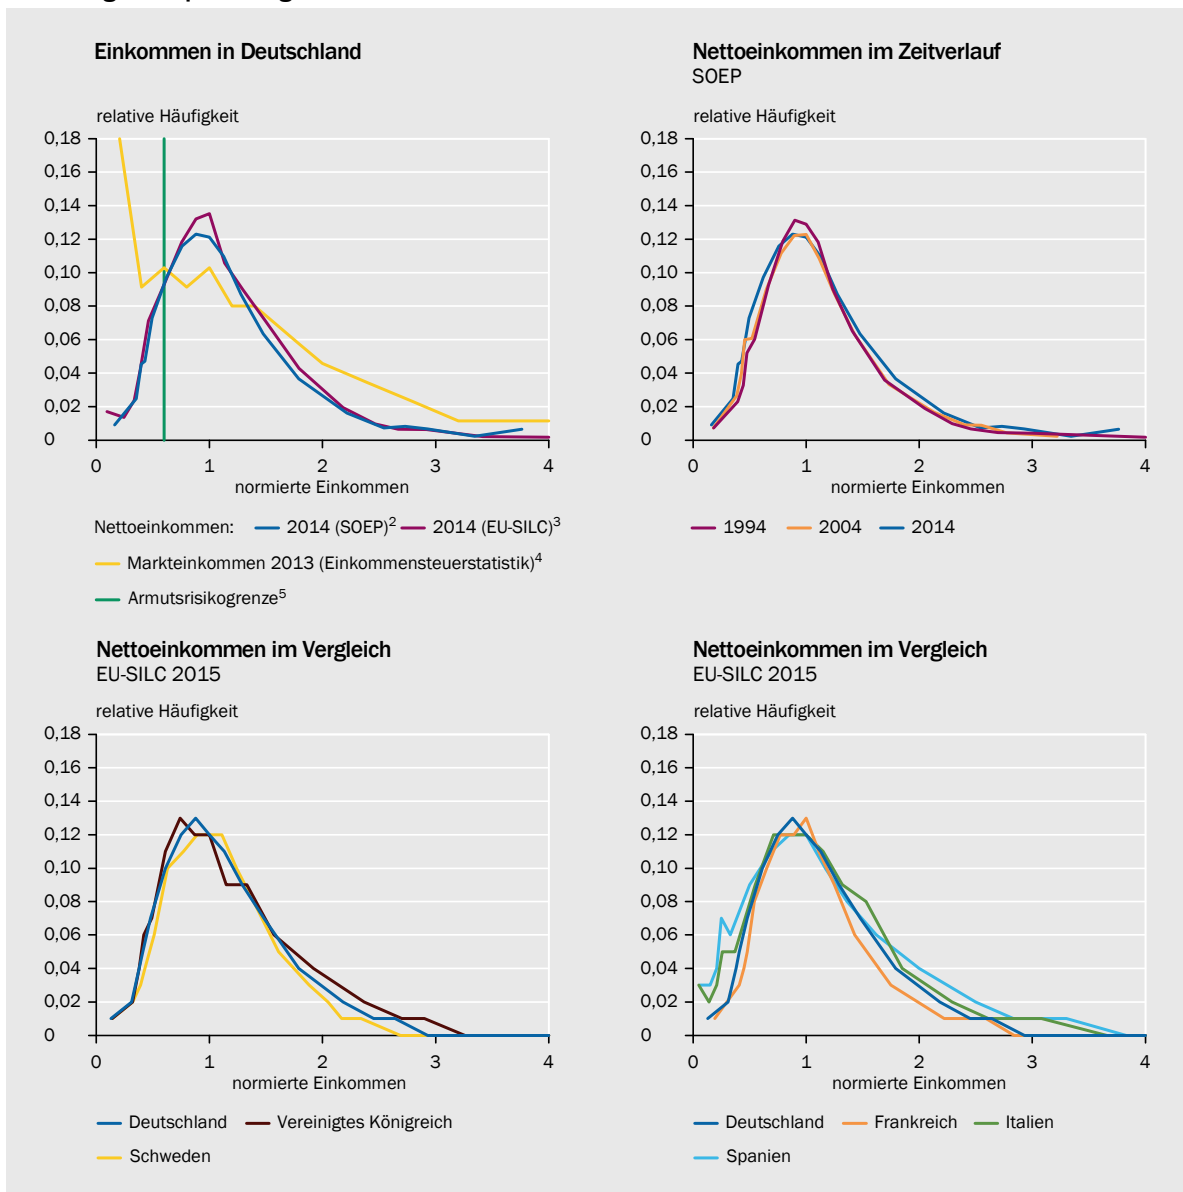 Einkommen in Deutschland
relative Häufigkeit
0,18
0,16
0,14
0,12
0,10
0,08
0,06
0,04
0,02
0
0 1 2 3 4
normierte Einkommen
Nettoeinkommen: 2014 (SOEP)2 2014 (EU-SILC)3
Markteinkommen 2013 (Einkommensteuerstatistik)4
Armutsrisikogrenze5
Nettoeinkommen im Zeitverlauf
SOEP
relative Häufigkeit
0,18
0,16
0,14
0,12
0,10
0,08
0,06
0,04
0,02
0
0 1 2 3 4
normierte Einkommen
1994 2004 2014
Nettoeinkommen im Vergleich
EU-SILC 2015
relative Häufigkeit
0,18
0,16
0,14
0,12
0,10
0,08
0,06
0,04
0,02
0
0 1 2 3 4
normierte Einkommen
Deutschland Vereinigtes Königreich
Schweden
Nettoeinkommen im Vergleich
EU-SILC 2015
relative Häufigkeit
0,18
0,16
0,14
0,12
0,10
0,08
0,06
0,04
0,02
0
0 1 2 3 4
normierte Einkommen
Deutschland Frankreich Italien
Spanien